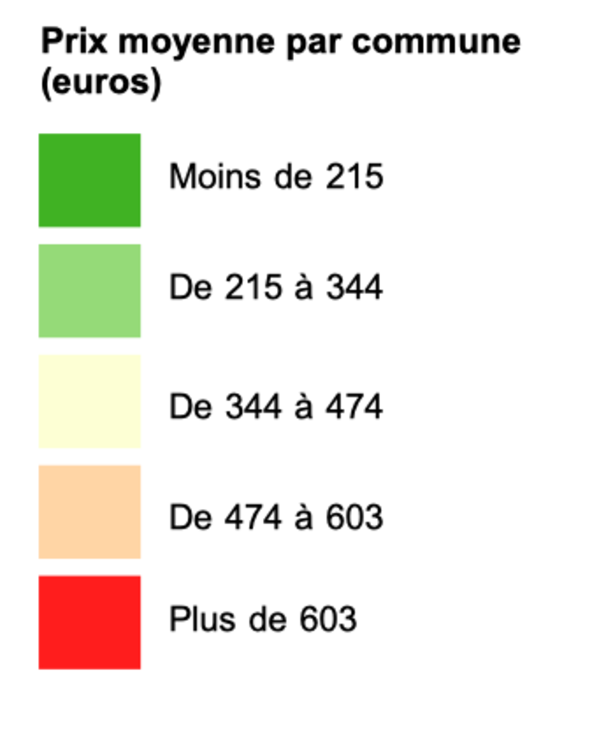 Prix moyenne par commune
(euros)
Moins de 215
De 215 à 344
De 344 à 474
De 474 à 603
Plus de 603